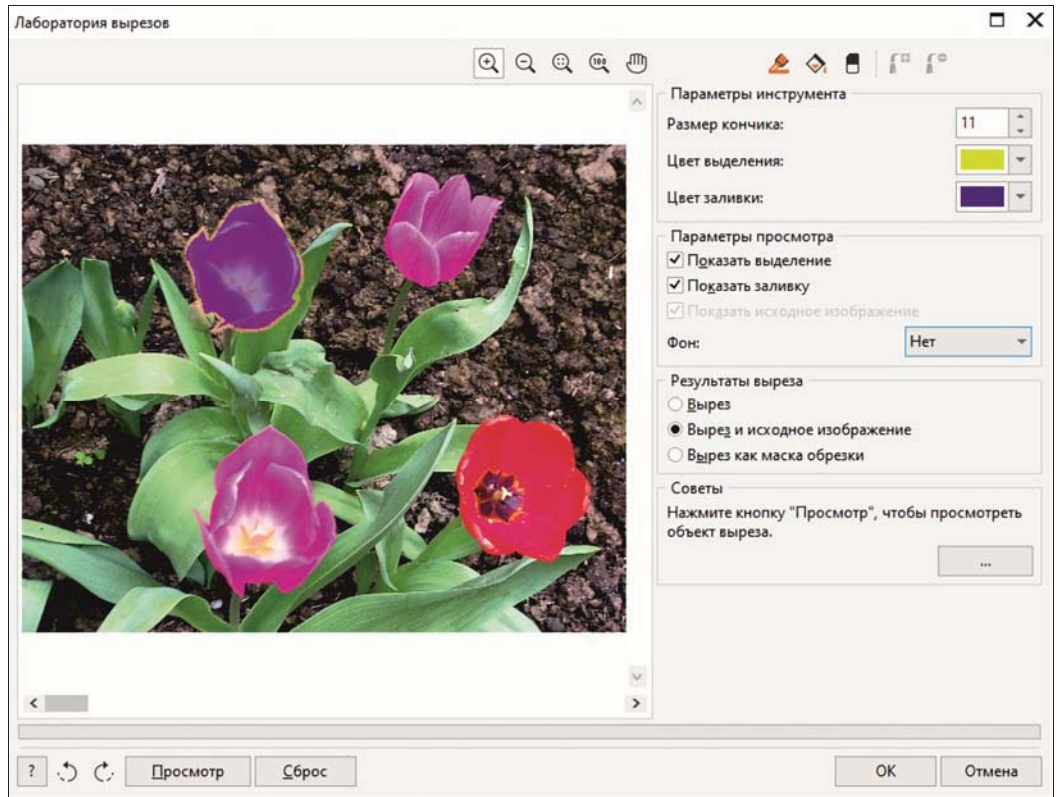 Лаборатория вырезов
100
Параметры инструмента
Размер кончика: 11
Цвет выделения:
Цвет заливки:
Параметры просмотра
Показать выделение
Показать заливку
Показать исходное изображение
Фон: Нет
Результаты выреза
Вырез
Вырез и исходное изображение
Вырез как маска обрезки
Советы
Нажмите кнопку "Просмотр", чтобы просмотреть
объект выреза.
...
? Просмотр Сброс OK Отмена